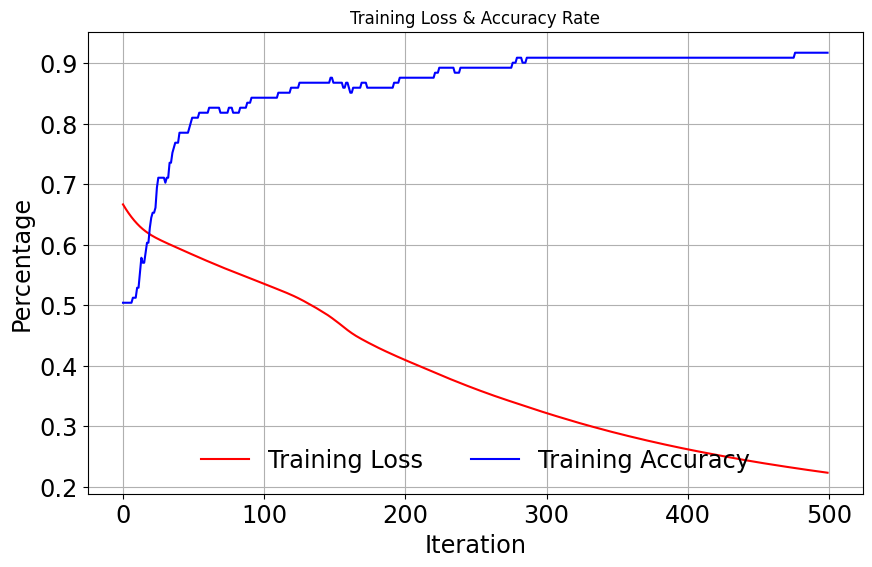 Training Loss & Accuracy Rate
Percentage
0.9
0.8
0.7
0.6
0.5
0.4
0.3
0.2
Training Loss
Training Accuracy
0 100 200 300 400 500
Iteration